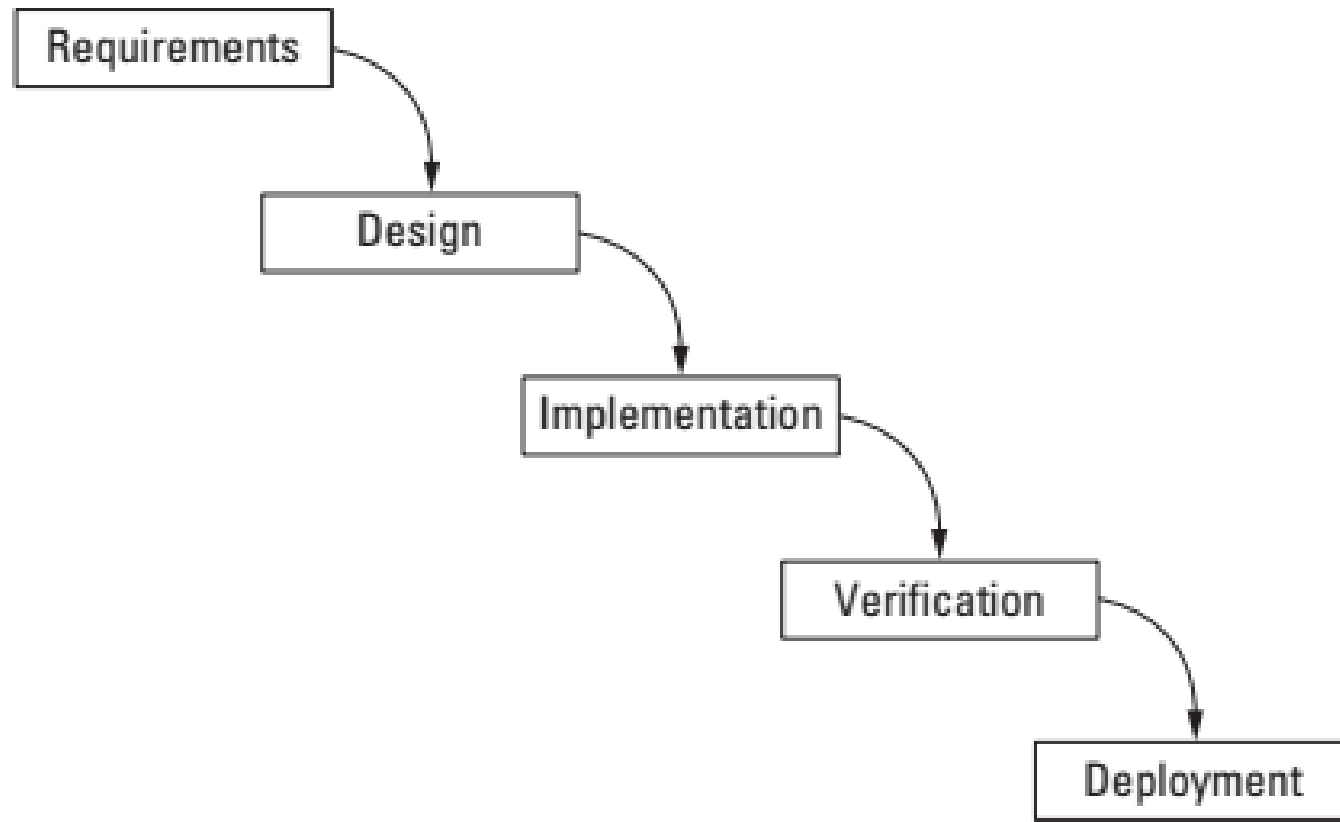 Requirements
Design
Implementation
Verification
Deployment